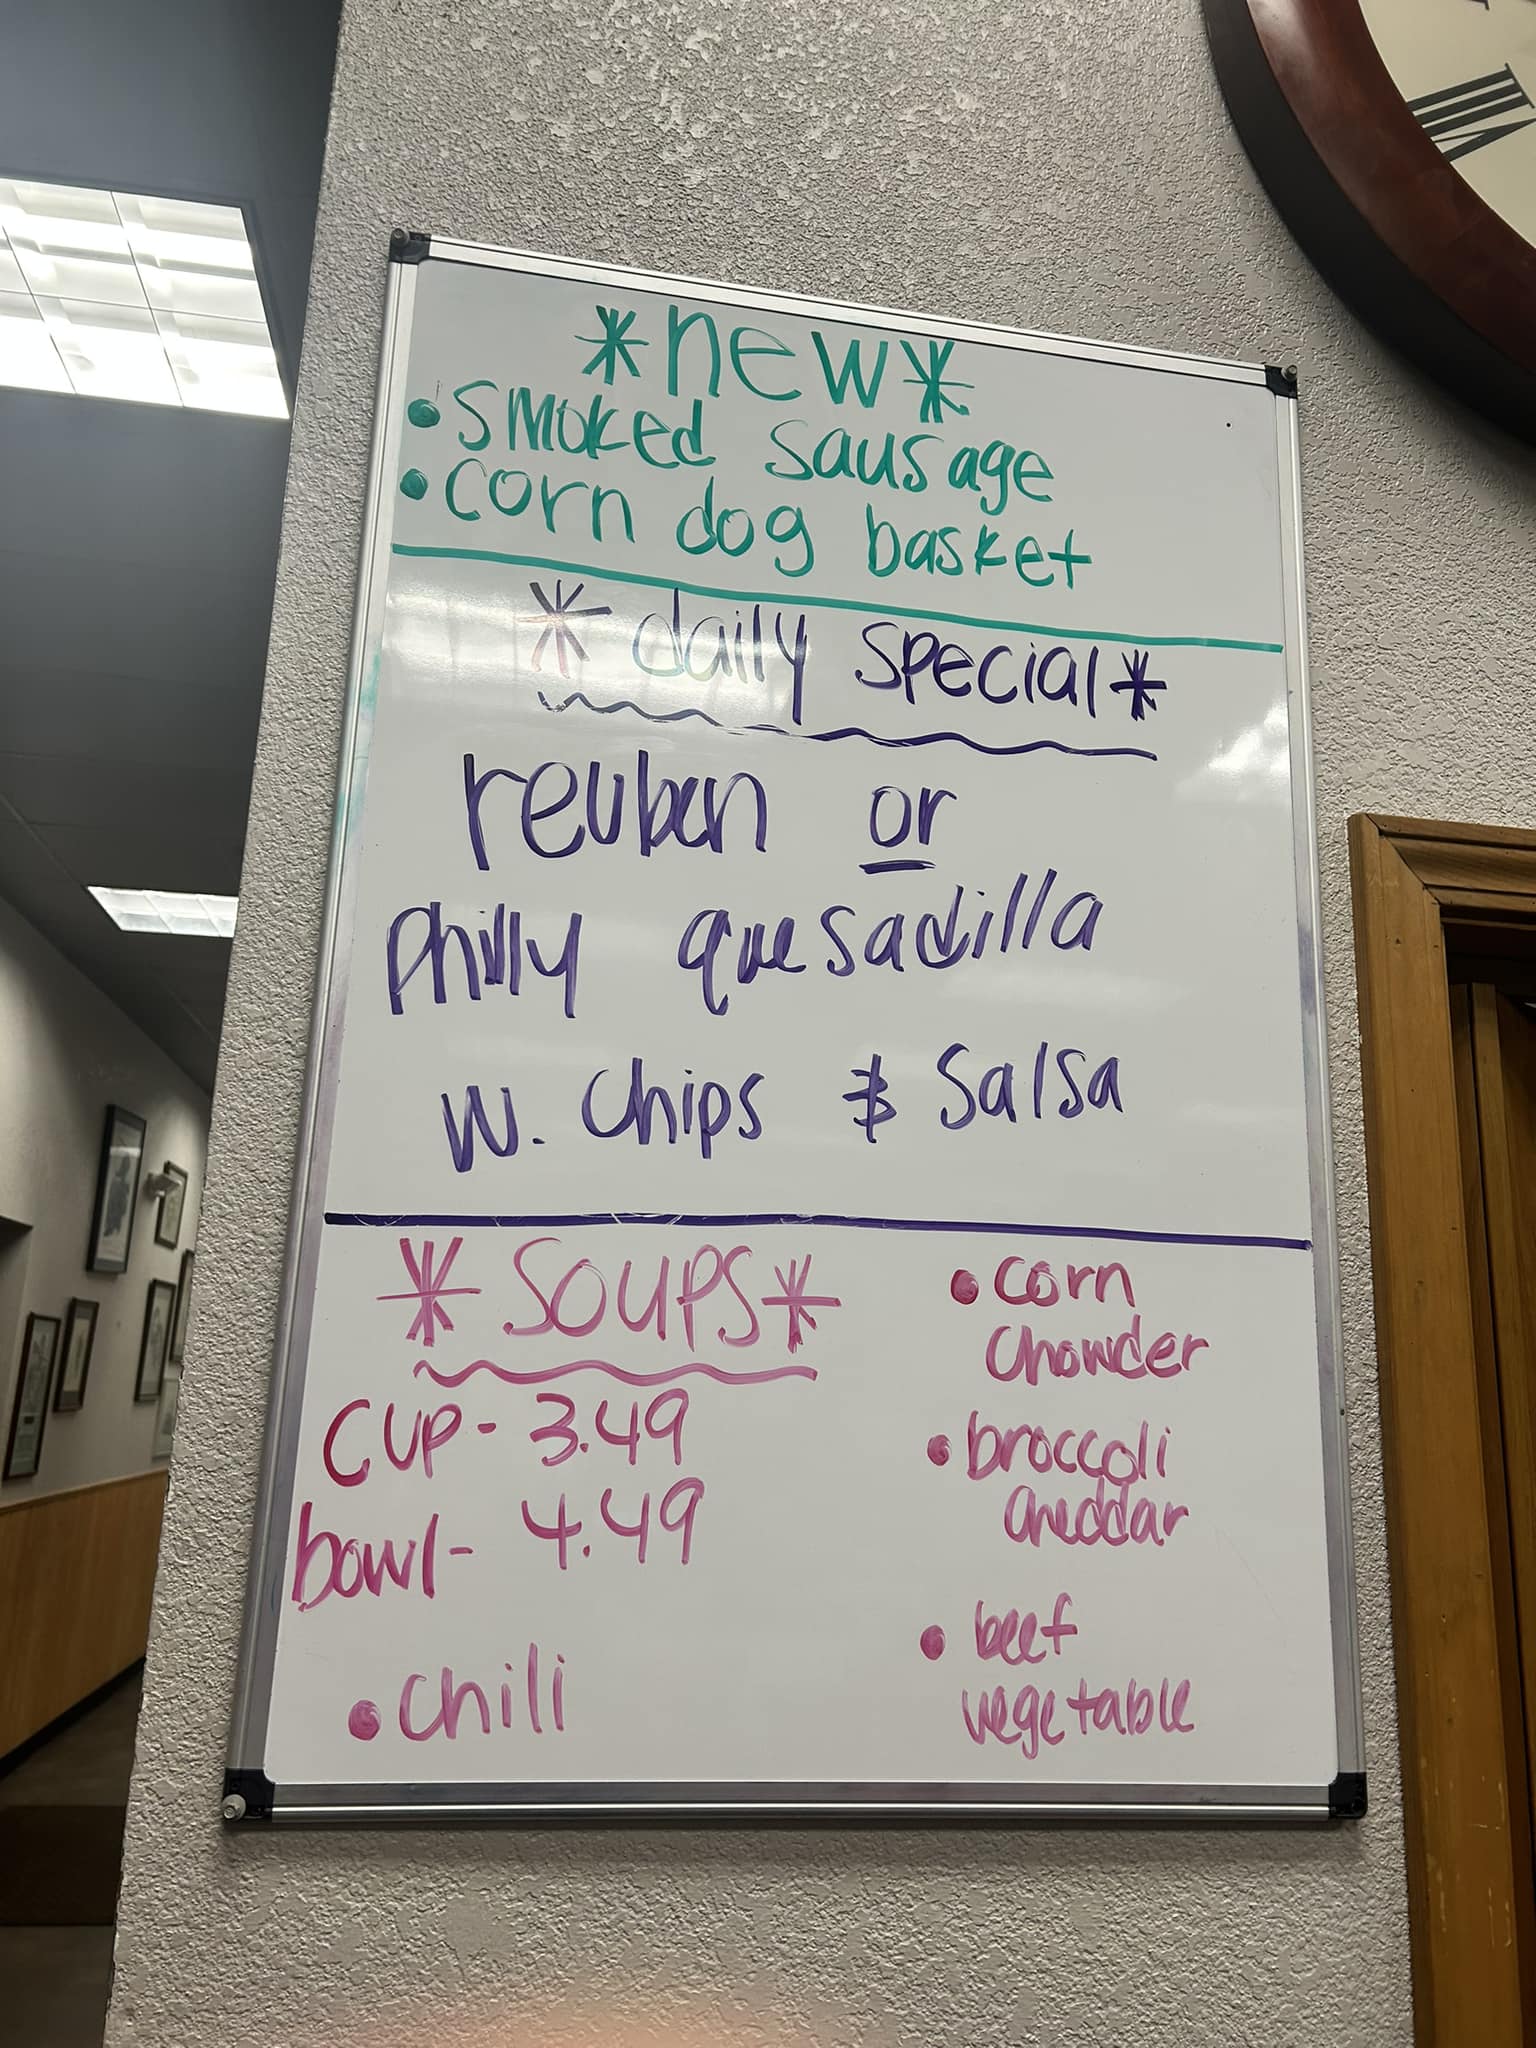 *new*
• smoked sausage
• corn dog basket
* daily special *
reuben or
philly quesadilla
w. chips & salsa
* SOUPS *
cup - 3.49
bowl - 4.49
• chili
• corn
chowder
• broccoli
cheddar
• beef
vegetable